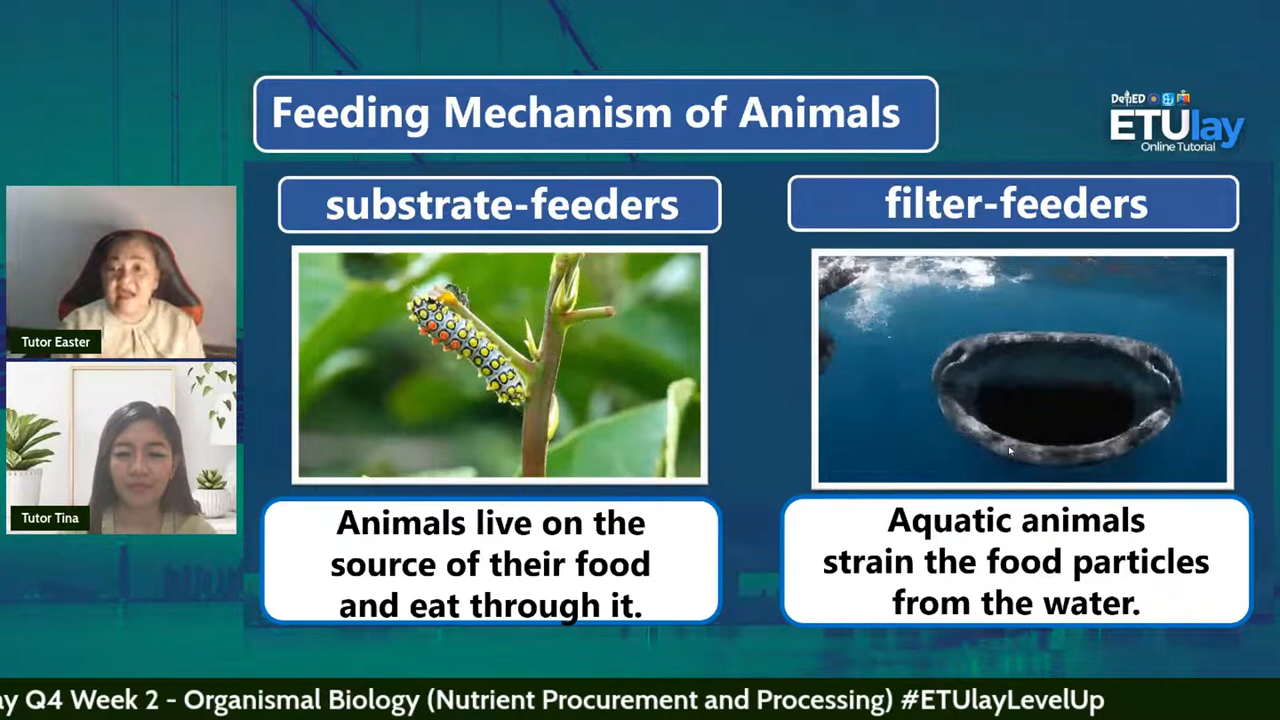 Feeding Mechanism of Animals
DepED
ETUlay
Online Tutorial
substrate-feeders
filter-feeders
Tutor Easter
Tutor Tina
Animals live on the
source of their food
and eat through it.
Aquatic animals
strain the food particles
from the water.
ay Q4 Week 2 - Organismal Biology (Nutrient Procurement and Processing) #ETUlayLevelUp